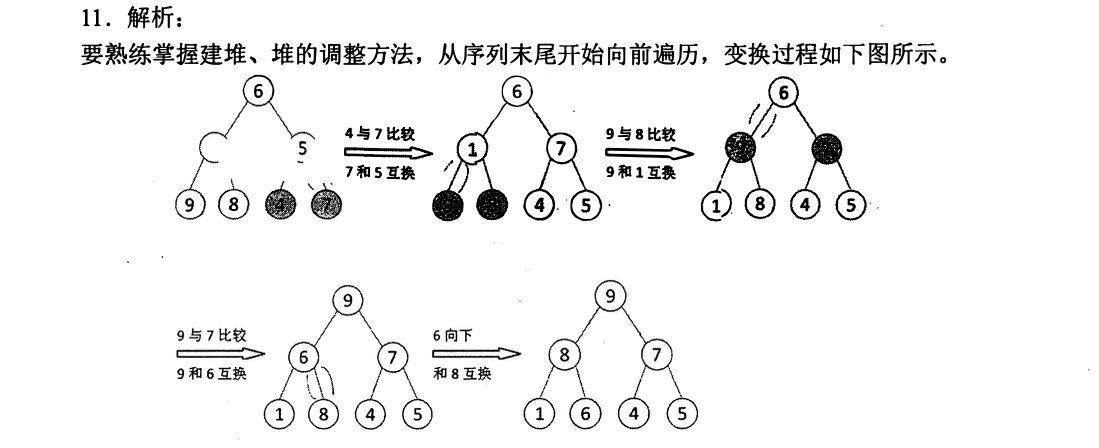 11．解析：
要熟练掌握建堆、堆的调整方法，从序列末尾开始向前遍历，变换过程如下图所示。
6 6 6
4 与 7 比较 9 与 8 比较
5 1 7
7 和 5 互换 9 和 1 互换
9 8 4 7 4 5 1 8 4 5
9 9
9 与 7 比较 6 向下
6 7 8 7
9 和 6 互换 和 8 互换
1 8 4 5 1 6 4 5